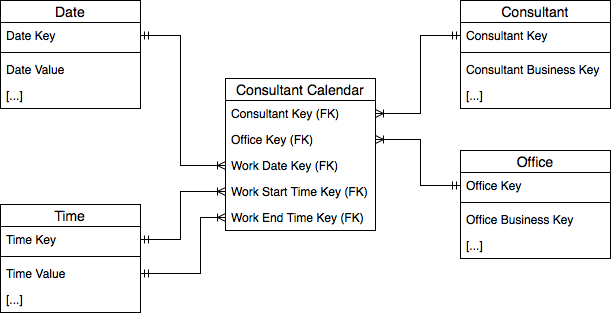 Date
Date Key
Date Value
[...]
Consultant
Consultant Key
Consultant Business Key
[...]
Consultant Calendar
Consultant Key (FK)
Office Key (FK)
Work Date Key (FK)
Work Start Time Key (FK)
Work End Time Key (FK)
Office
Office Key
Office Business Key
[...]
Time
Time Key
Time Value
[...]